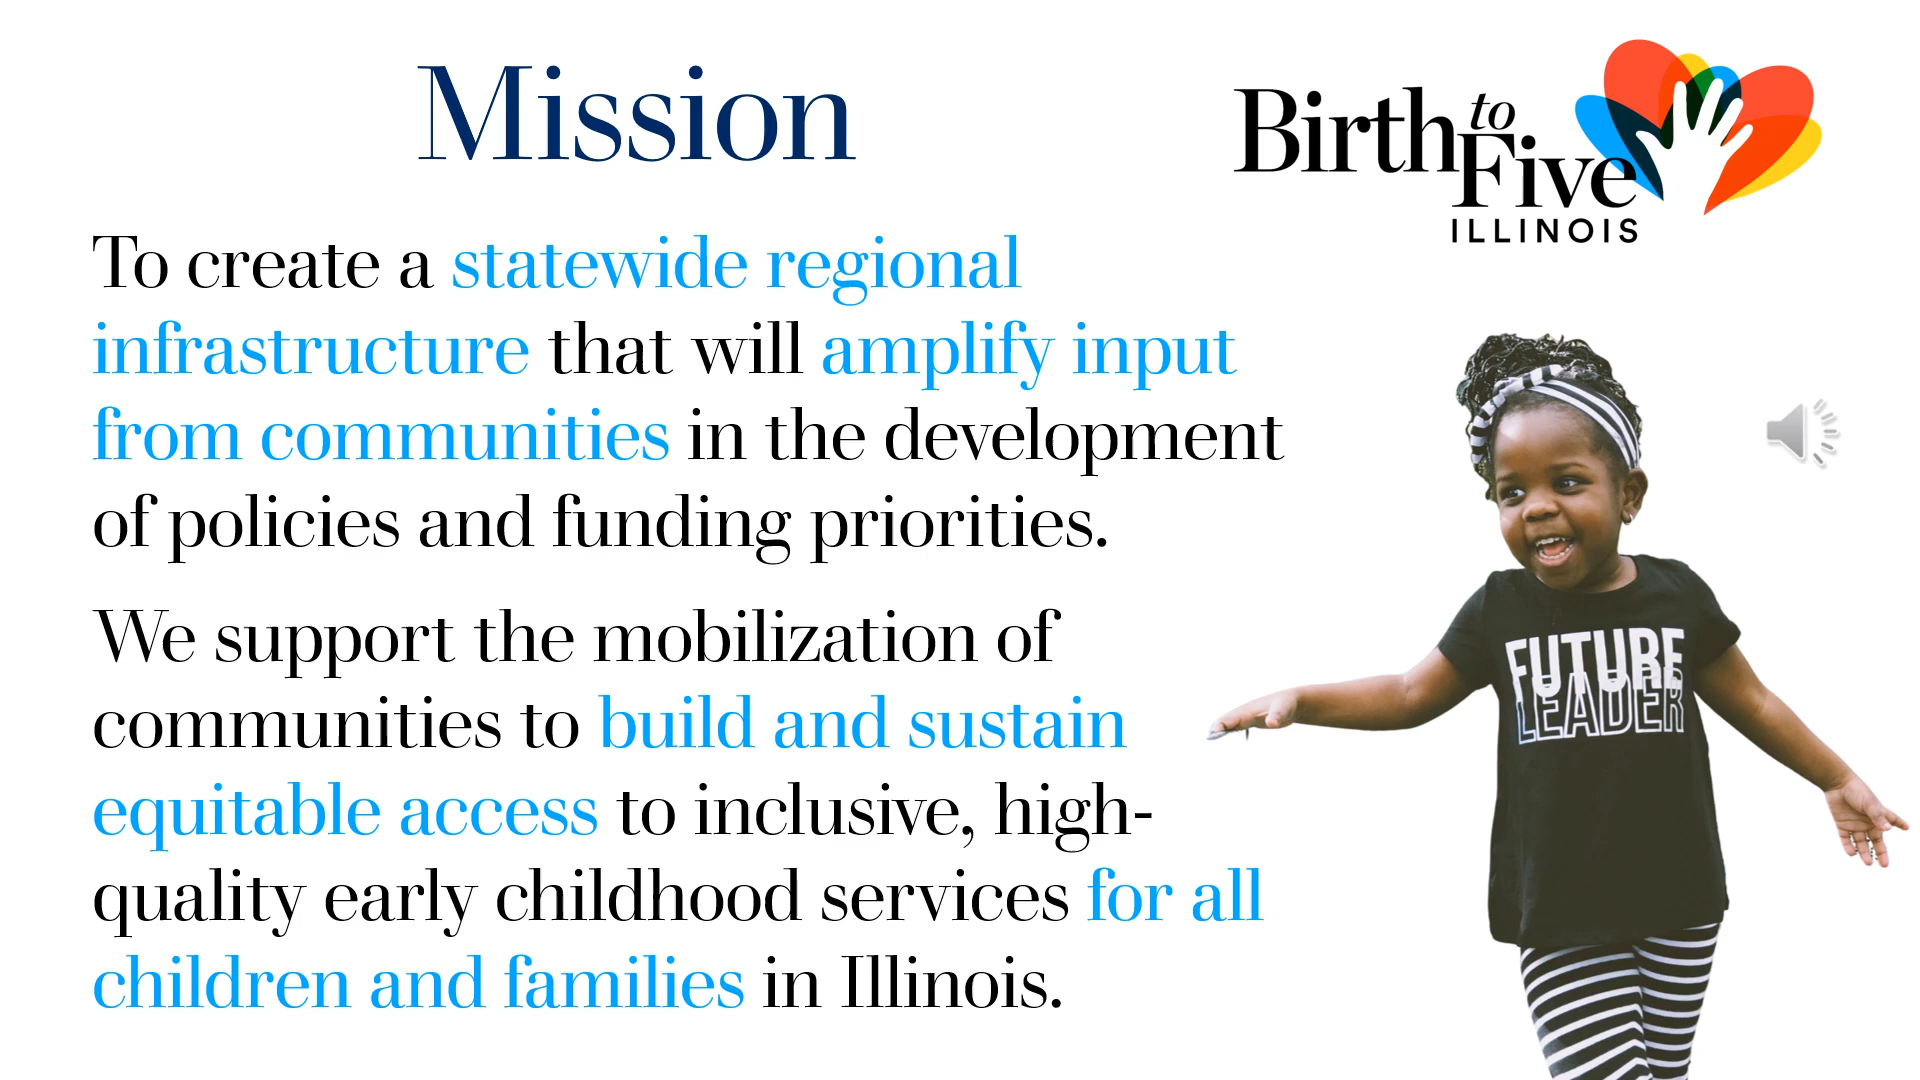 Mission
Birth to Five
ILLINOIS
To create a statewide regional
infrastructure that will amplify input
from communities in the development
of policies and funding priorities.
We support the mobilization of
communities to build and sustain
equitable access to inclusive, high-
quality early childhood services for all
children and families in Illinois.
FUTURE
LEADER